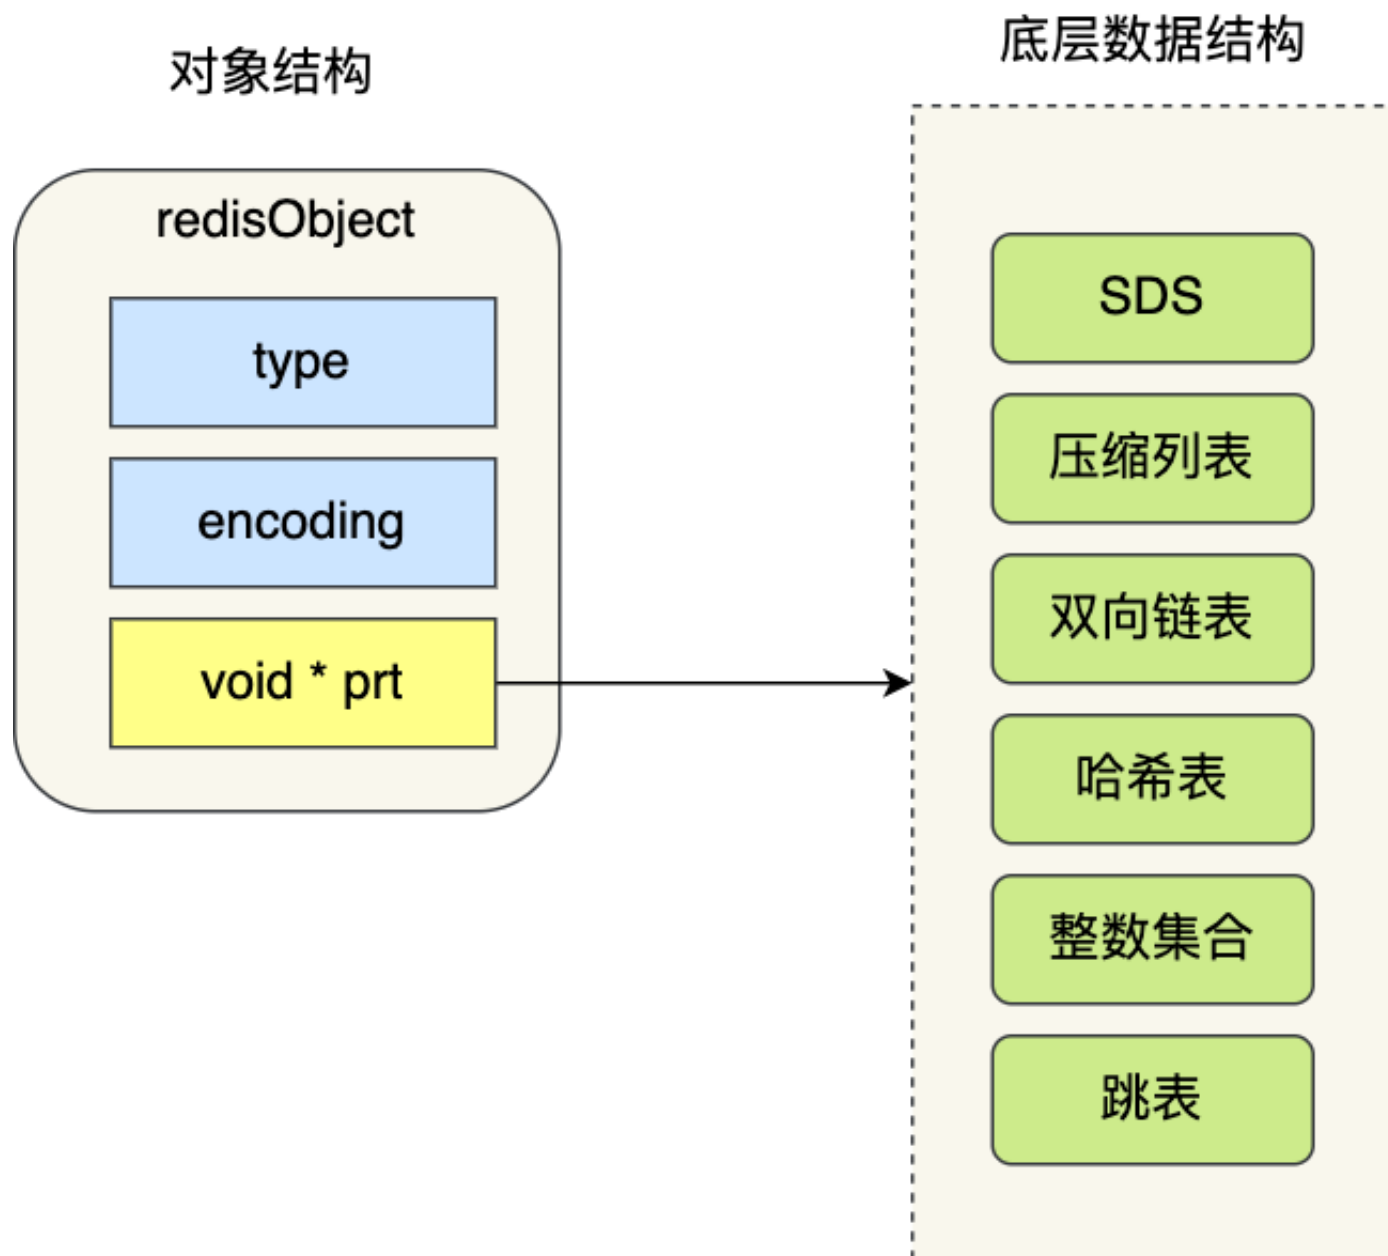 对象结构
redisObject
type
encoding
void * prt
底层数据结构
SDS
压缩列表
双向链表
哈希表
整数集合
跳表